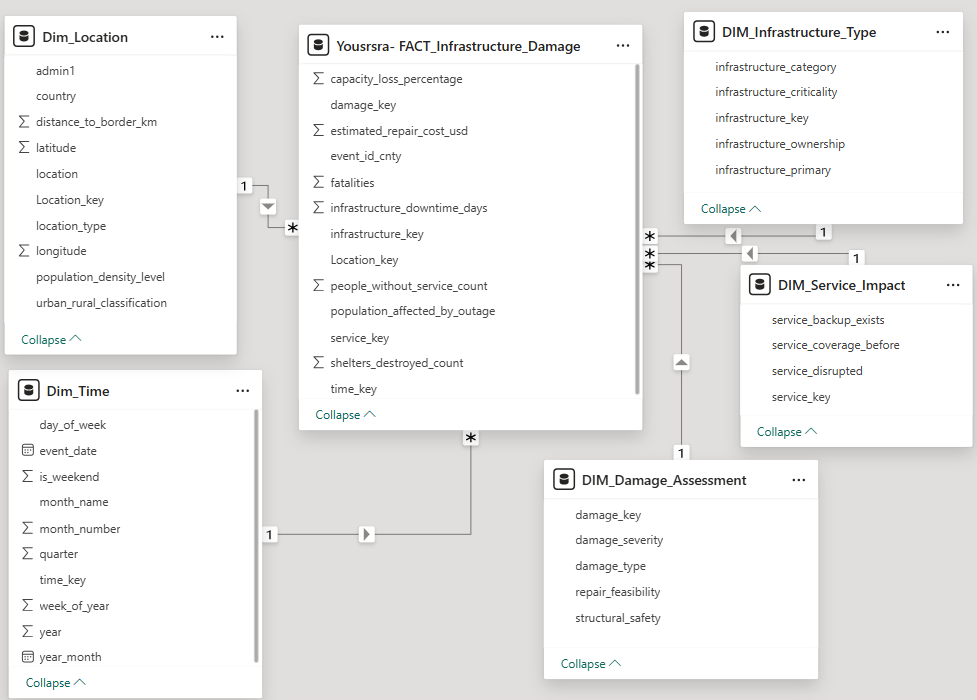 Dim_Location
admin1
country
distance_to_border_km
latitude
location
Location_key
location_type
longitude
population_density_level
urban_rural_classification
Collapse
Yousrsra- FACT_Infrastructure_Damage
capacity_loss_percentage
damage_key
estimated_repair_cost_usd
event_id_cnty
fatalities
infrastructure_downtime_days
infrastructure_key
Location_key
people_without_service_count
population_affected_by_outage
service_key
shelters_destroyed_count
time_key
Collapse
DIM_Infrastructure_Type
infrastructure_category
infrastructure_criticality
infrastructure_key
infrastructure_ownership
infrastructure_primary
Collapse
DIM_Service_Impact
service_backup_exists
service_coverage_before
service_disrupted
service_key
Collapse
Dim_Time
day_of_week
event_date
is_weekend
month_name
month_number
quarter
time_key
week_of_year
year
year_month
Collapse
DIM_Damage_Assessment
damage_key
damage_severity
damage_type
repair_feasibility
structural_safety
Collapse
1
*
1
*
1
*
1
*
1
*